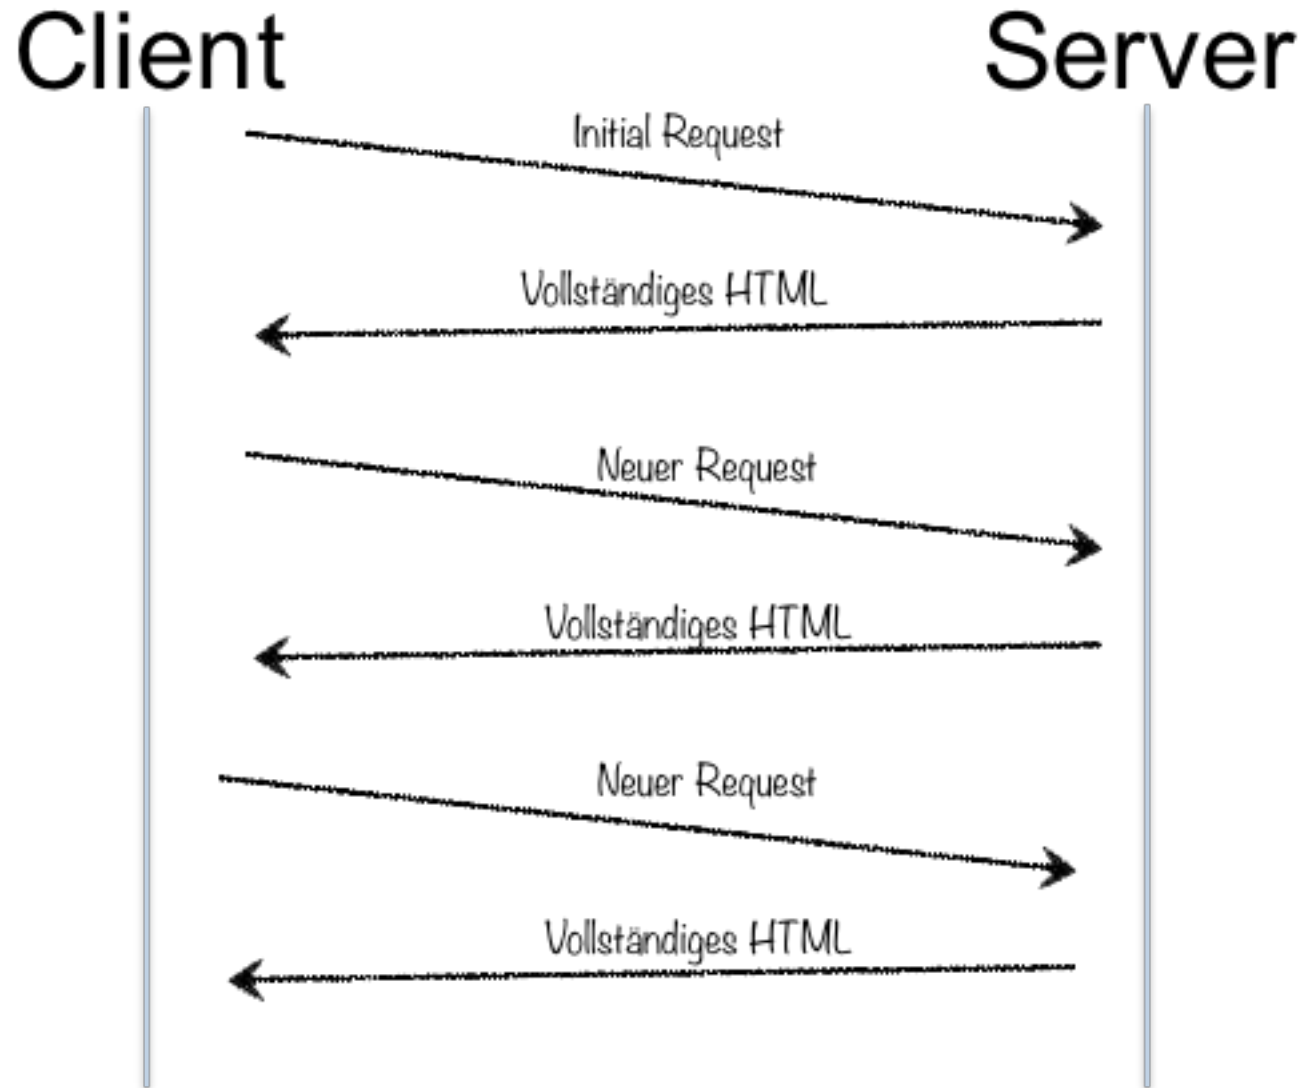 Client
Server
Initial Request
Vollständiges HTML
Neuer Request
Vollständiges HTML
Neuer Request
Vollständiges HTML